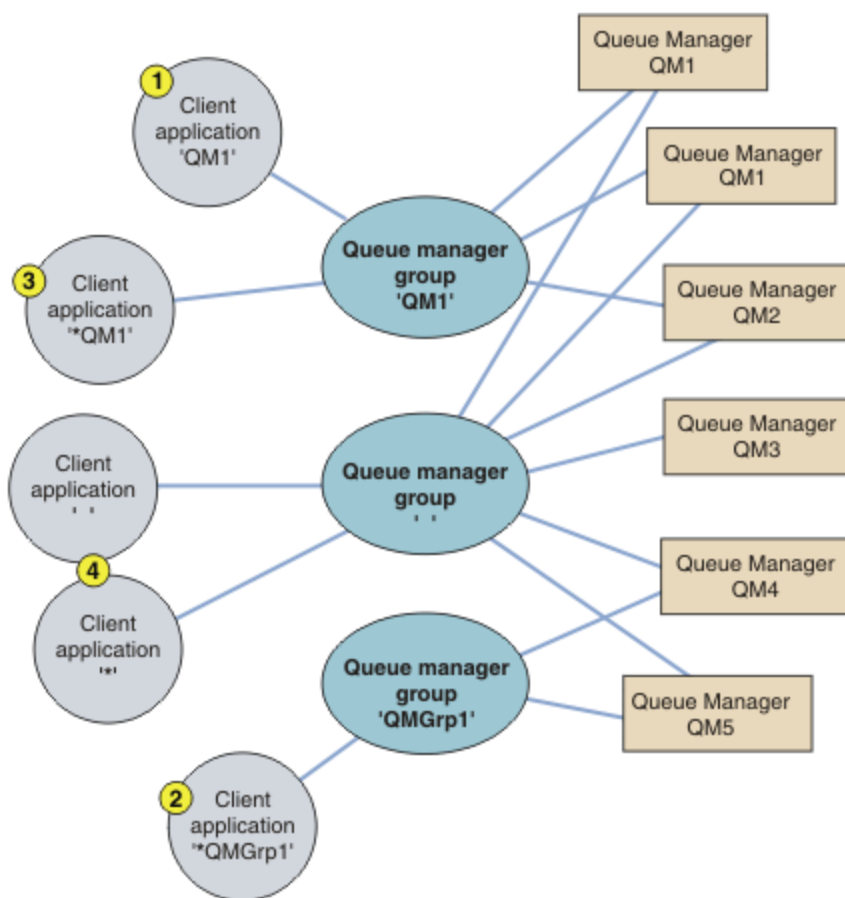 1
Client
application
'QM1'
3
Client
application
'*QM1'
Client
application
' '
4
Client
application
'*'
2
Client
application
'*QMGrp1'
Queue manager
group
'QM1'
Queue manager
group
' '
Queue manager
group
'QMGrp1'
Queue Manager
QM1
Queue Manager
QM1
Queue Manager
QM2
Queue Manager
QM3
Queue Manager
QM4
Queue Manager
QM5